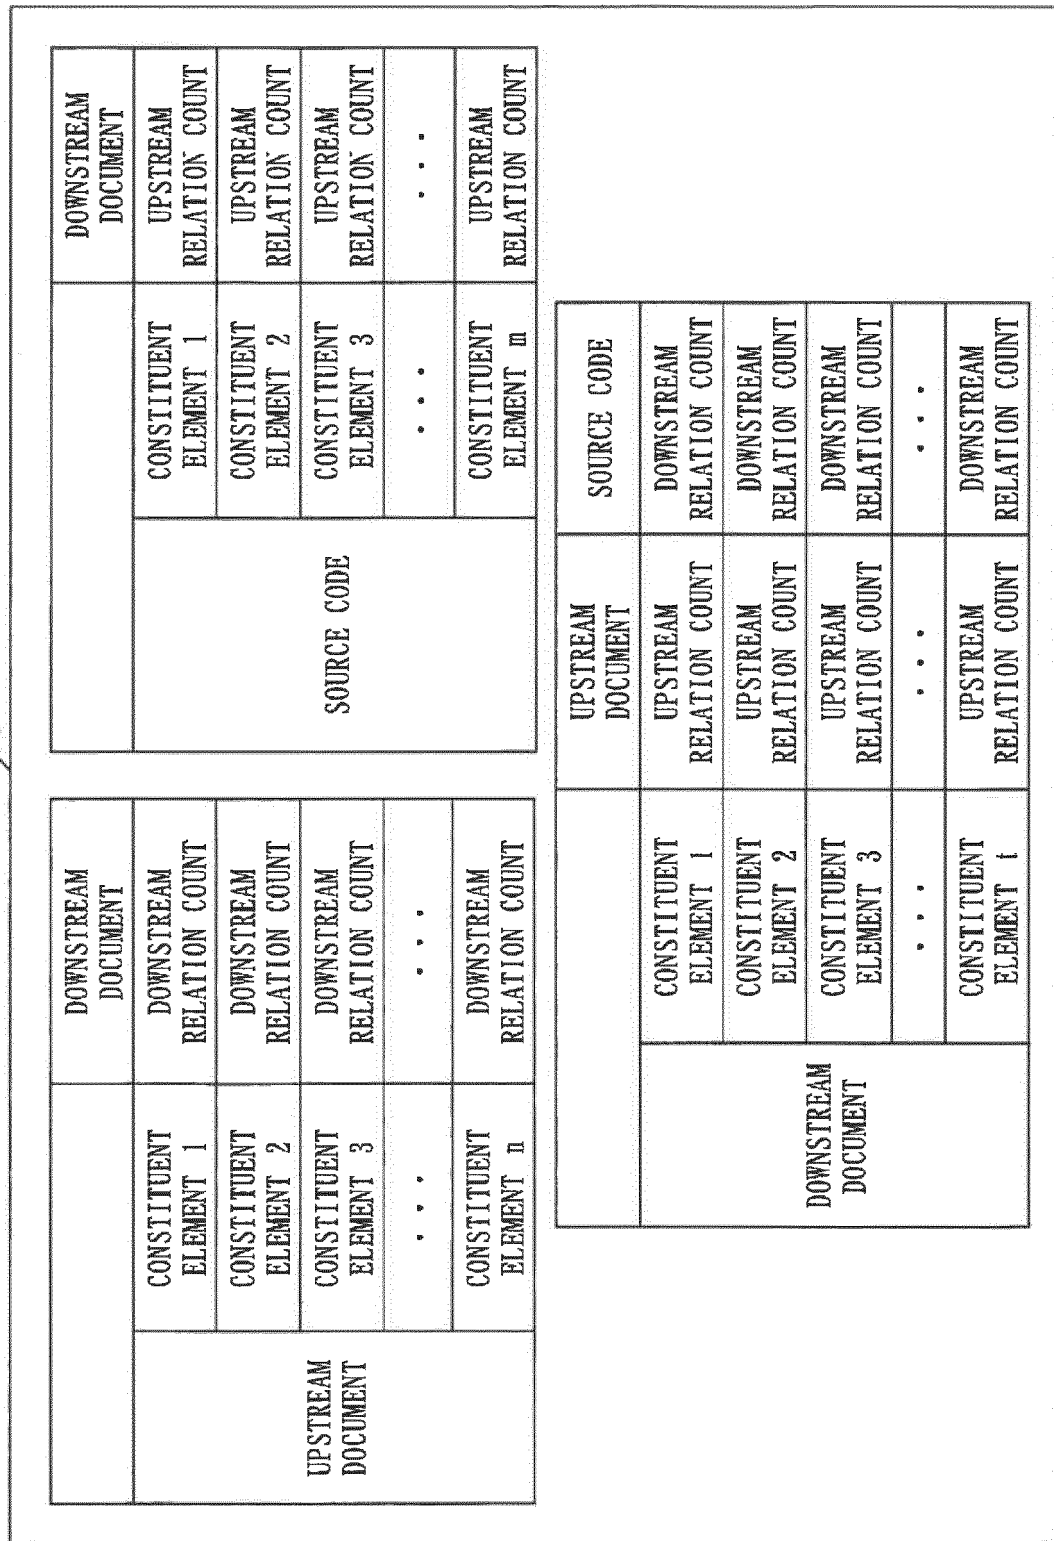 DOWNSTREAM
DOCUMENT
UPSTREAM
DOCUMENT
CONSTITUENT
ELEMENT 1
DOWNSTREAM
RELATION COUNT
CONSTITUENT
ELEMENT 2
DOWNSTREAM
RELATION COUNT
CONSTITUENT
ELEMENT 3
DOWNSTREAM
RELATION COUNT
...
...
CONSTITUENT
ELEMENT n
DOWNSTREAM
RELATION COUNT
DOWNSTREAM
DOCUMENT
SOURCE CODE
CONSTITUENT
ELEMENT 1
UPSTREAM
RELATION COUNT
CONSTITUENT
ELEMENT 2
UPSTREAM
RELATION COUNT
CONSTITUENT
ELEMENT 3
UPSTREAM
RELATION COUNT
...
...
CONSTITUENT
ELEMENT m
UPSTREAM
RELATION COUNT
UPSTREAM
DOCUMENT
SOURCE CODE
DOWNSTREAM
DOCUMENT
CONSTITUENT
ELEMENT 1
UPSTREAM
RELATION COUNT
DOWNSTREAM
RELATION COUNT
CONSTITUENT
ELEMENT 2
UPSTREAM
RELATION COUNT
DOWNSTREAM
RELATION COUNT
CONSTITUENT
ELEMENT 3
UPSTREAM
RELATION COUNT
DOWNSTREAM
RELATION COUNT
...
...
...
CONSTITUENT
ELEMENT t
UPSTREAM
RELATION COUNT
DOWNSTREAM
RELATION COUNT